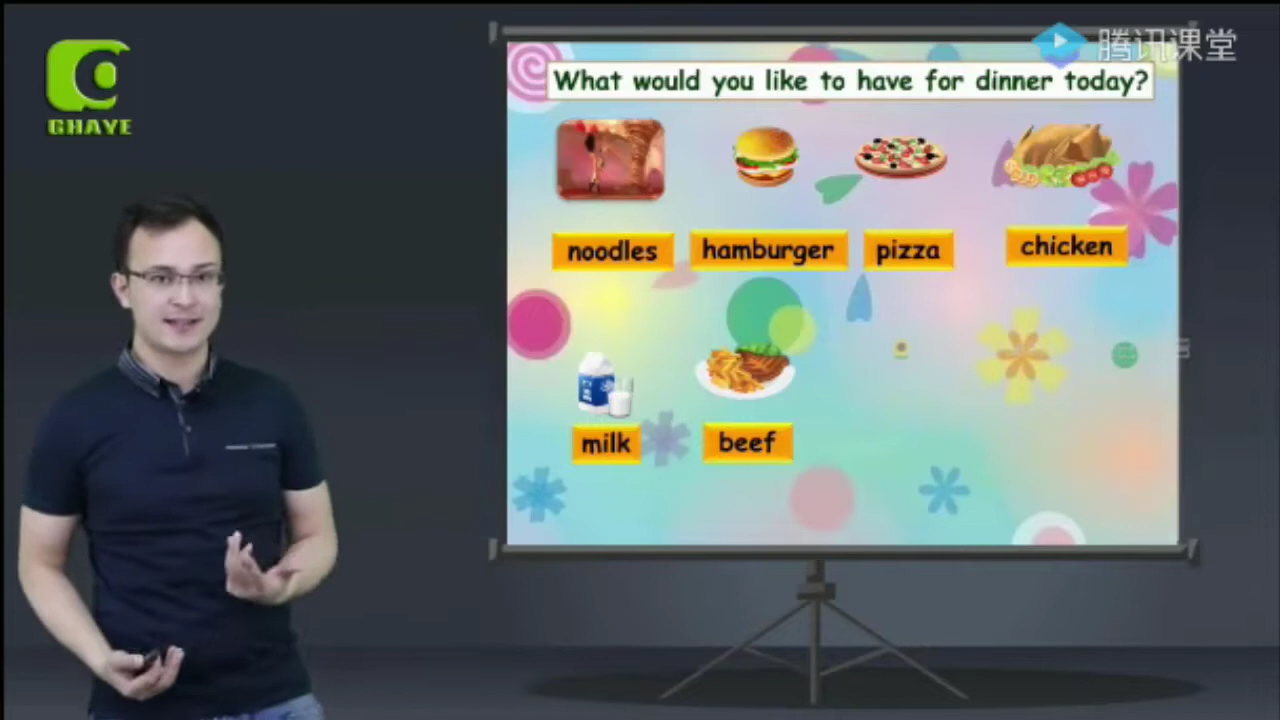 GHAYE
腾讯课堂
What would you like to have for dinner today?
noodles
hamburger
pizza
chicken
milk
beef